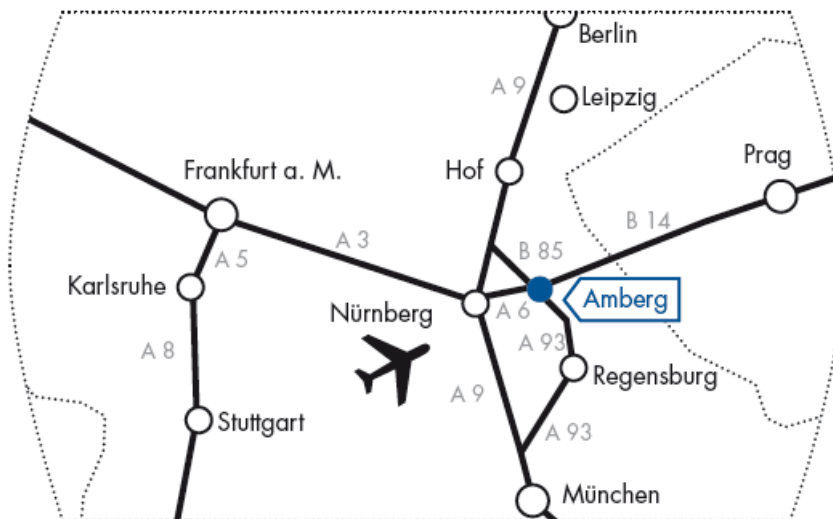 Berlin
A 9
Leipzig
Prag
Hof
Frankfurt a. M.
B 14
A 3
B 85
A 5
Karlsruhe
Amberg
Nürnberg
A 6
A 93
A 8
Regensburg
A 9
Stuttgart
A 93
München